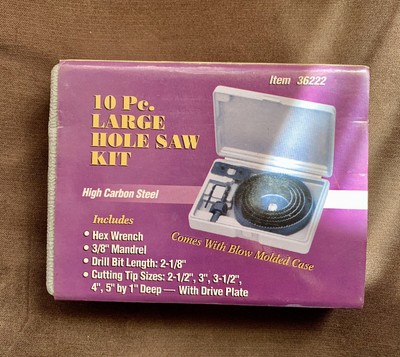 Item 36222
10 Pc.
LARGE
HOLE SAW
KIT
High Carbon Steel
Includes
• Hex Wrench
• 3/8" Mandrel
• Drill Bit Length: 2-1/8"
• Cutting Tip Sizes: 2-1/2", 3", 3-1/2",
4", 5" by 1" Deep — With Drive Plate
Comes With Blow Molded Case